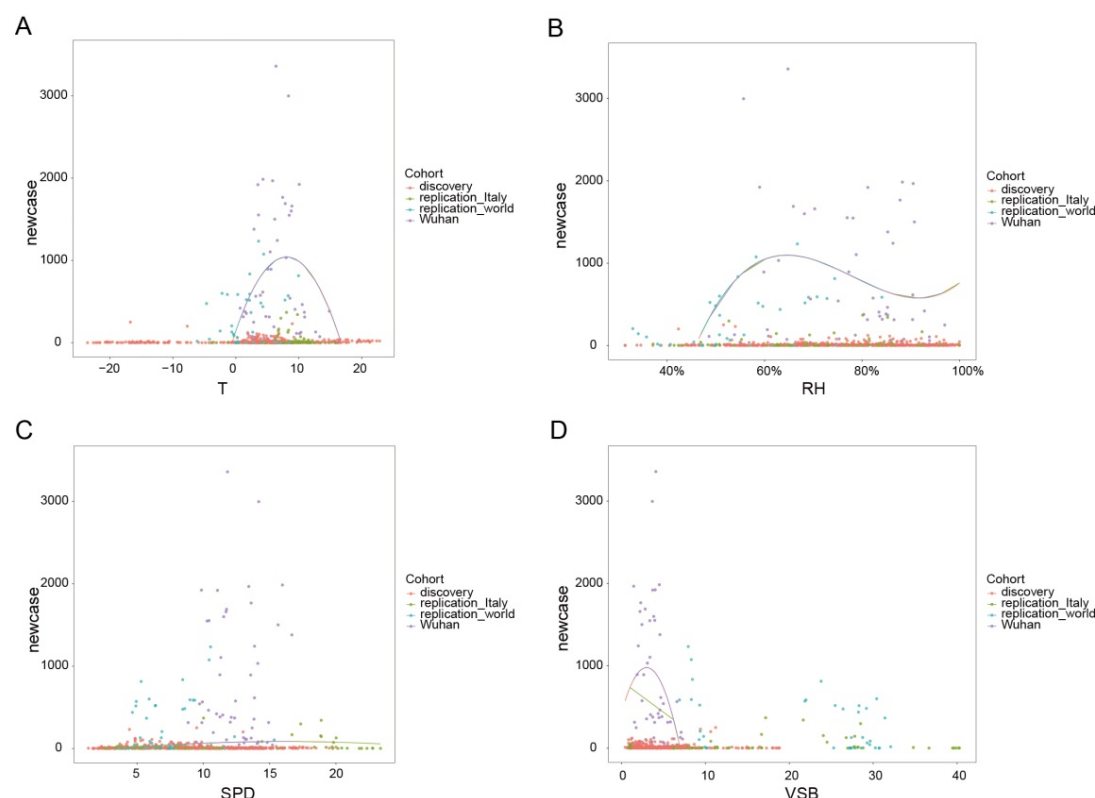 A
newcase
3000
2000
1000
0
−20
−10
0
10
20
T
Cohort
discovery
replication_Italy
replication_world
Wuhan
B
newcase
3000
2000
1000
0
40%
60%
80%
100%
RH
Cohort
discovery
replication_Italy
replication_world
Wuhan
C
newcase
3000
2000
1000
0
5
10
15
20
SPD
Cohort
discovery
replication_Italy
replication_world
Wuhan
D
newcase
3000
2000
1000
0
0
10
20
30
40
VSB
Cohort
discovery
replication_Italy
replication_world
Wuhan